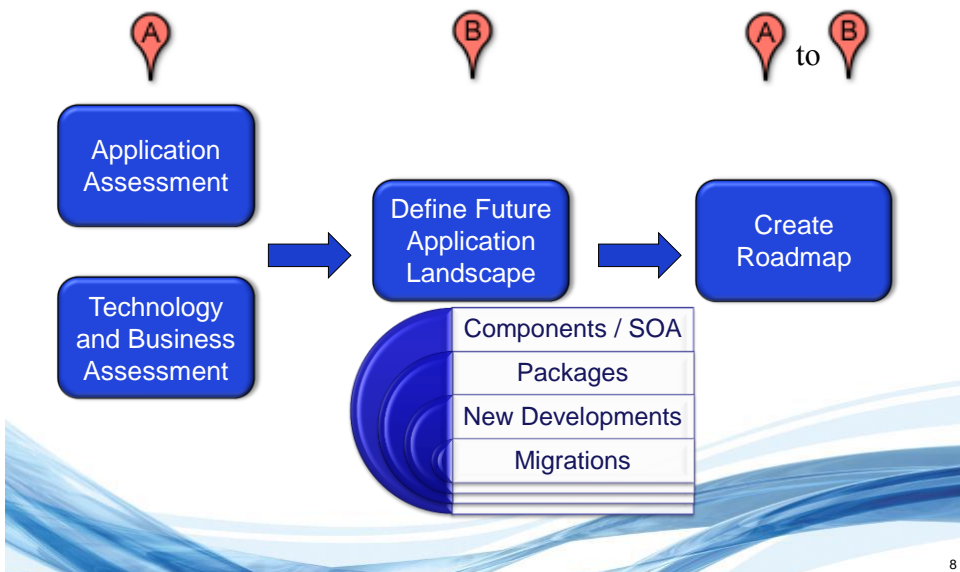 A
B
A to B
Application
Assessment
Technology
and Business
Assessment
Define Future
Application
Landscape
Components / SOA
Packages
New Developments
Migrations
Create
Roadmap
8